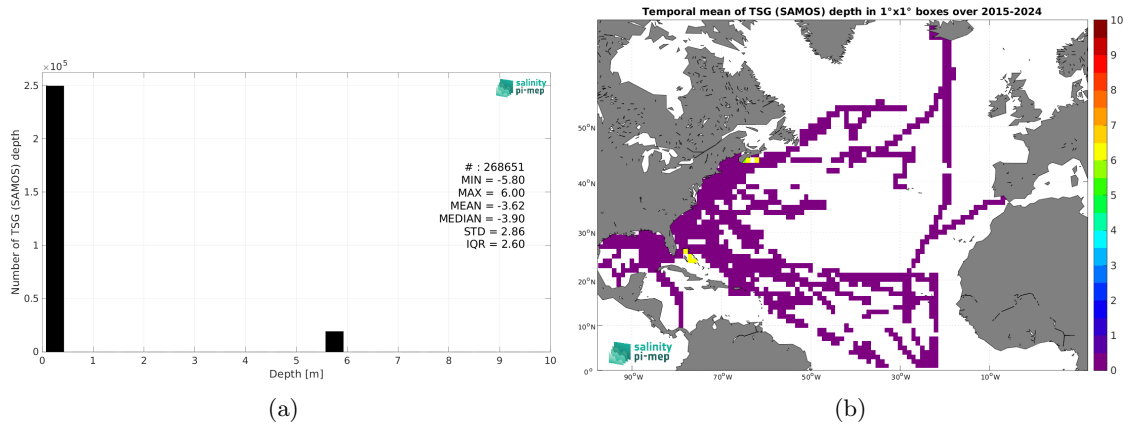 ×10⁵
2.5
2
1.5
1
0.5
0
0 1 2 3 4 5 6 7 8 9 10
Number of TSG (SAMOS) depth
Depth [m]
salinity
pi-mep
# : 268651
MIN = -5.80
MAX = 6.00
MEAN = -3.62
MEDIAN = -3.90
STD = 2.86
IQR = 2.60
(a)
Temporal mean of TSG (SAMOS) depth in 1°x1° boxes over 2015-2024
50°N
40°N
30°N
20°N
10°N
0°
90°W 70°W 50°W 30°W 10°W
salinity
pi-mep
10
9
8
7
6
5
4
3
2
1
0
(b)